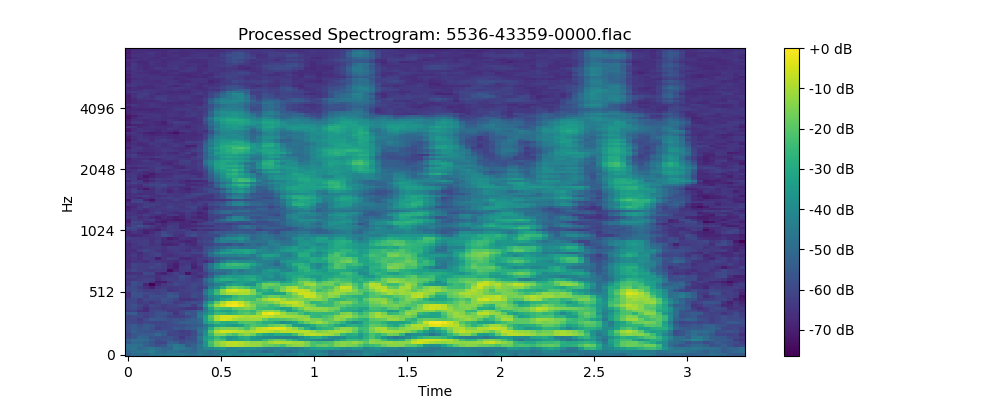 Processed Spectrogram: 5536-43359-0000.flac
+0 dB
-10 dB
-20 dB
-30 dB
-40 dB
-50 dB
-60 dB
-70 dB
Hz
4096
2048
1024
512
0
0 0.5 1 1.5 2 2.5 3
Time